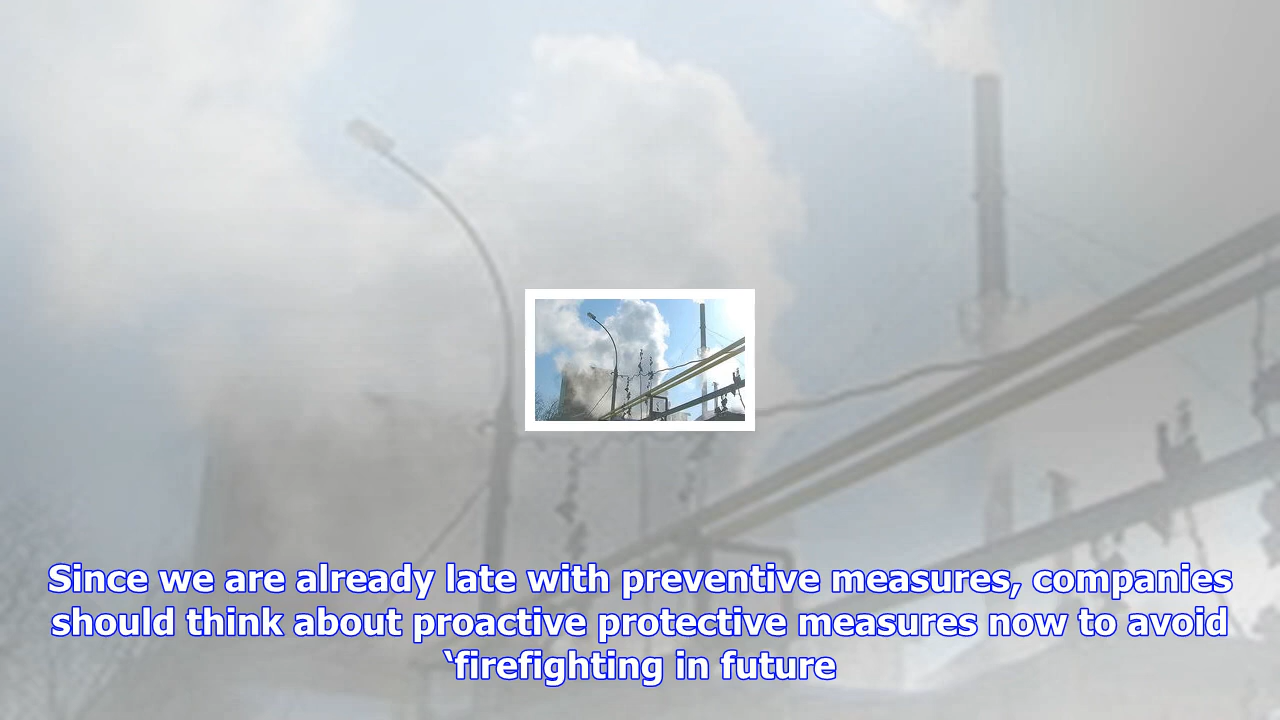 Since we are already late with preventive measures, companies
should think about proactive protective measures now to avoid
‘firefighting in future